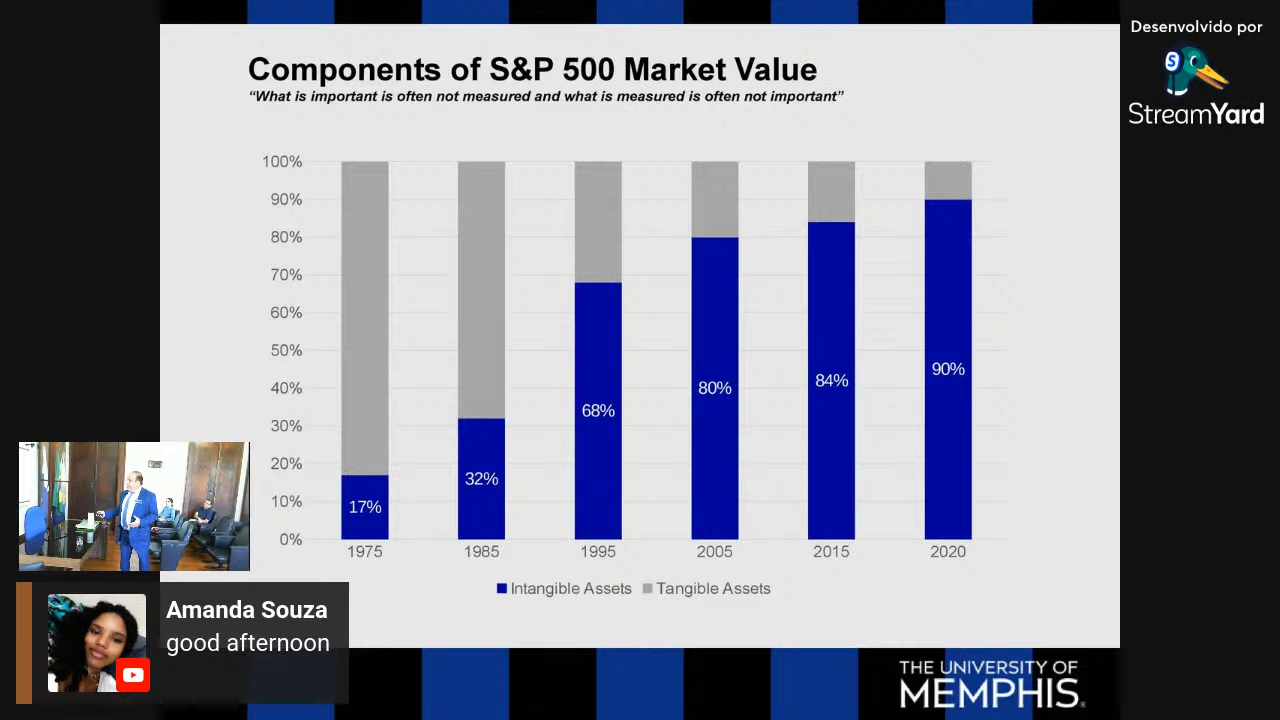 Desenvolvido por
S
StreamYard
Components of S&P 500 Market Value
“What is important is often not measured and what is measured is often not important”
100%
90%
80%
70%
60%
50%
40%
30%
20%
10%
0%
17%
32%
68%
80%
84%
90%
1975
1985
1995
2005
2015
2020
Intangible Assets
Tangible Assets
Amanda Souza
good afternoon
THE UNIVERSITY OF
MEMPHIS®